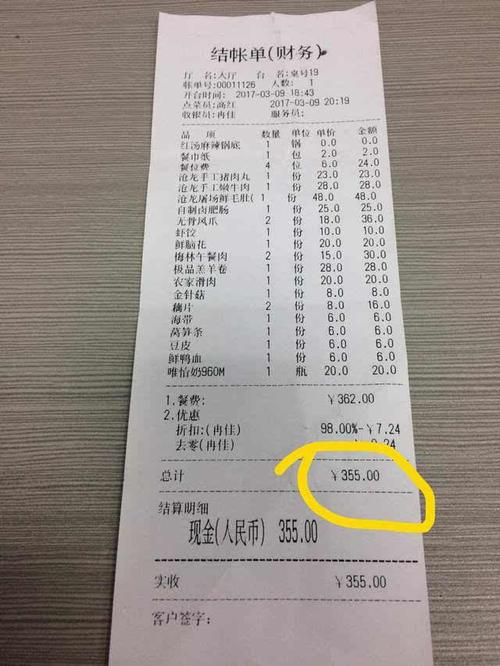 结帐单(财务)
厅 名:大厅 台 名:桌号19
帐单号:00011126 人数: 1
开台时间: 2017-03-09 18:43
点菜员:高红 2017-03-09 20:19
收银员:冉佳 服务员:
品 项 数量 单位 单价 金额
红汤麻辣锅底 1 锅 0.0 0.0
餐巾纸 1 包 2.0 2.0
餐位费 4 位 6.0 24.0
沧龙手工猪肉丸 1 份 23.0 23.0
沧龙手工嫩牛肉 1 份 28.0 28.0
沧龙屠场鲜毛肚( 1 份 48.0 48.0
自制卤肥肠 1 份 25.0 25.0
无骨凤爪 2 份 18.0 36.0
虾饺 1 份 10.0 10.0
鲜脑花 1 份 20.0 20.0
梅林午餐肉 2 份 15.0 30.0
极品羔羊卷 1 份 28.0 28.0
农家滑肉 1 份 20.0 20.0
金针菇 1 份 8.0 8.0
藕片 2 份 8.0 16.0
海带 1 份 6.0 6.0
莴笋条 1 份 6.0 6.0
豆皮 1 份 6.0 6.0
鲜鸭血 1 份 6.0 6.0
唯怡奶960M 1 瓶 20.0 20.0
1.餐费: ¥362.00
2.优惠
折扣:(冉佳) 98.00%-¥7.24
去零(冉佳)
总计 ¥355.00
结算明细
现金(人民币) 355.00
实收 ¥355.00
客户签字: